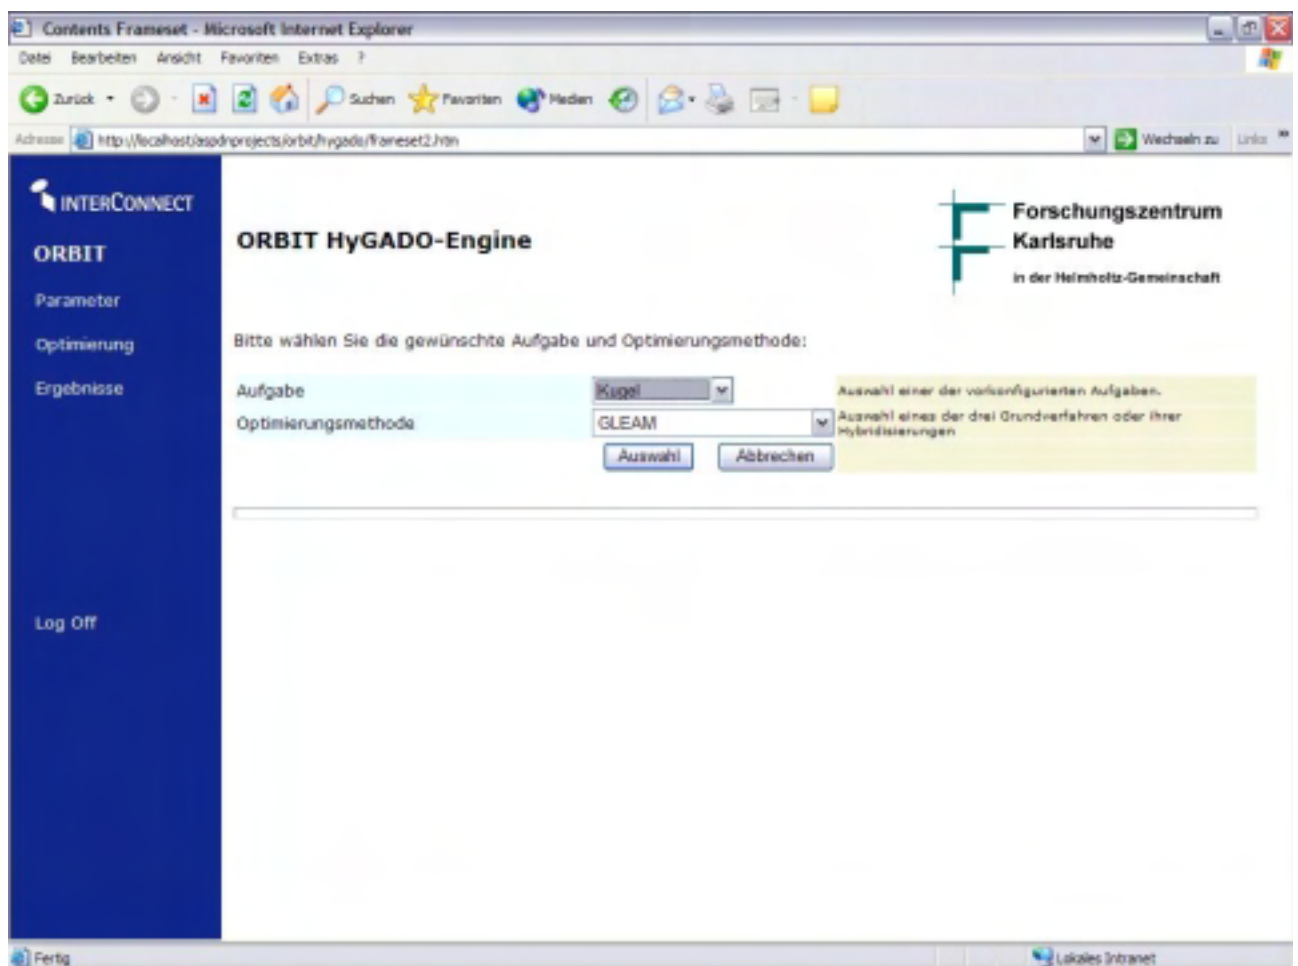 Contents Frameset - Microsoft Internet Explorer
Datei Bearbeiten Ansicht Favoriten Extras ?
Zurück Suchen Favoriten Medien
Adresse http://localhost/aspdnprojects/orbit/hygado/frameset2.htm Wechseln zu Links »
INTERCONNECT
ORBIT
Parameter
Optimierung
Ergebnisse
Log Off
ORBIT HyGADO-Engine
Forschungszentrum
Karlsruhe
in der Helmholtz-Gemeinschaft
Bitte wählen Sie die gewünschte Aufgabe und Optimierungsmethode:
Aufgabe Kugel Auswahl einer der vorkonfigurierten Aufgaben.
Optimierungsmethode GLEAM Auswahl eines der drei Grundverfahren oder ihrer
Hybridisierungen
Auswahl Abbrechen
Fertig Lokales Intranet